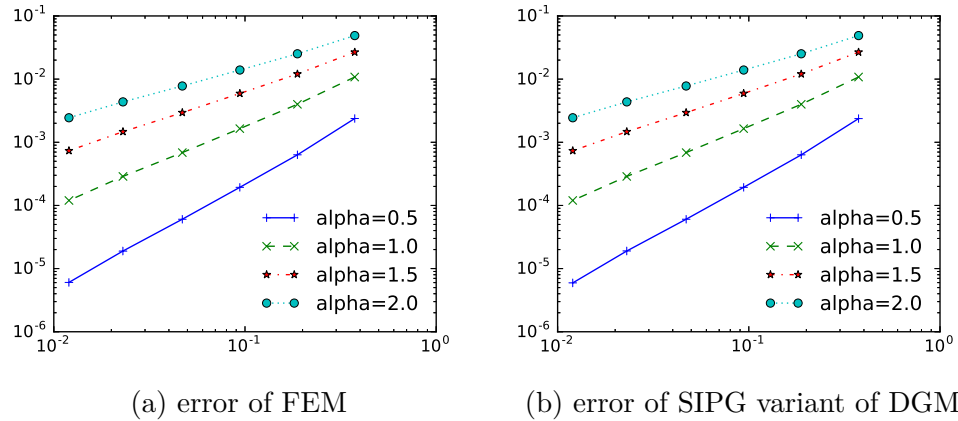 10^-1
10^-2
10^-3
10^-4
10^-5
10^-6
10^-2
10^-1
10^0
alpha=0.5
alpha=1.0
alpha=1.5
alpha=2.0
(a) error of FEM
10^-1
10^-2
10^-3
10^-4
10^-5
10^-6
10^-2
10^-1
10^0
alpha=0.5
alpha=1.0
alpha=1.5
alpha=2.0
(b) error of SIPG variant of DGM